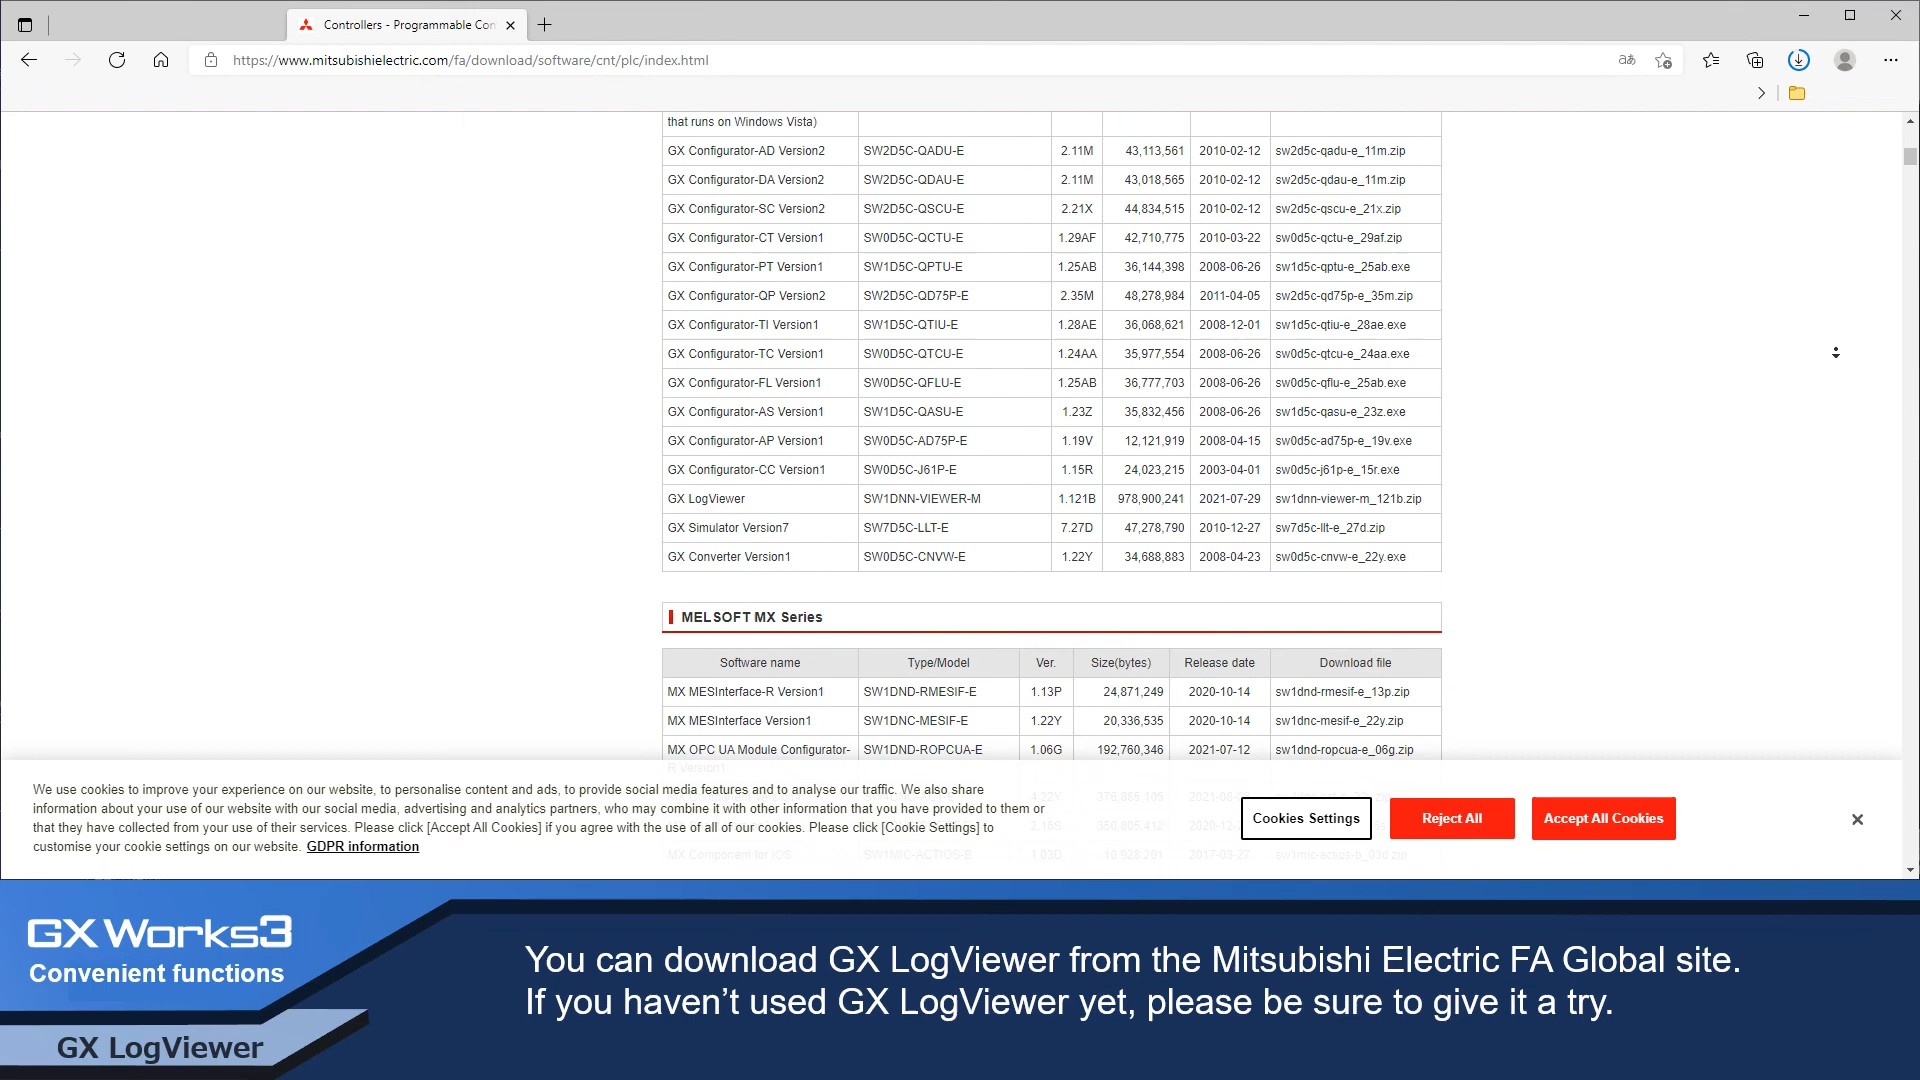 Controllers - Programmable Con
https://www.mitsubishielectric.com/fa/download/software/cnt/plc/index.html
that runs on Windows Vista)
GX Configurator-AD Version2 SW2D5C-QADU-E 2.11M 43,113,561 2010-02-12 sw2d5c-qadu-e_11m.zip
GX Configurator-DA Version2 SW2D5C-QDAU-E 2.11M 43,018,565 2010-02-12 sw2d5c-qdau-e_11m.zip
GX Configurator-SC Version2 SW2D5C-QSCU-E 2.21X 44,834,515 2010-02-12 sw2d5c-qscu-e_21x.zip
GX Configurator-CT Version1 SW0D5C-QCTU-E 1.29AF 42,710,775 2010-03-22 sw0d5c-qctu-e_29af.zip
GX Configurator-PT Version1 SW1D5C-QPTU-E 1.25AB 36,144,398 2008-06-26 sw1d5c-qptu-e_25ab.exe
GX Configurator-QP Version2 SW2D5C-QD75P-E 2.35M 48,278,984 2011-04-05 sw2d5c-qd75p-e_35m.zip
GX Configurator-TI Version1 SW1D5C-QTIU-E 1.28AE 36,068,621 2008-12-01 sw1d5c-qtiu-e_28ae.exe
GX Configurator-TC Version1 SW0D5C-QTCU-E 1.24AA 35,977,554 2008-06-26 sw0d5c-qtcu-e_24aa.exe
GX Configurator-FL Version1 SW0D5C-QFLU-E 1.25AB 36,777,703 2008-06-26 sw0d5c-qflu-e_25ab.exe
GX Configurator-AS Version1 SW1D5C-QASU-E 1.23Z 35,832,456 2008-06-26 sw1d5c-qasu-e_23z.exe
GX Configurator-AP Version1 SW0D5C-AD75P-E 1.19V 12,121,919 2008-04-15 sw0d5c-ad75p-e_19v.exe
GX Configurator-CC Version1 SW0D5C-J61P-E 1.15R 24,023,215 2003-04-01 sw0d5c-j61p-e_15r.exe
GX LogViewer SW1DNN-VIEWER-M 1.121B 978,900,241 2021-07-29 sw1dnn-viewer-m_121b.zip
GX Simulator Version7 SW7D5C-LLT-E 7.27D 47,278,790 2010-12-27 sw7d5c-llt-e_27d.zip
GX Converter Version1 SW0D5C-CNVW-E 1.22Y 34,688,883 2008-04-23 sw0d5c-cnvw-e_22y.exe
MELSOFT MX Series
Software name Type/Model Ver. Size(bytes) Release date Download file
MX MESInterface-R Version1 SW1DND-RMESIF-E 1.13P 24,871,249 2020-10-14 sw1dnd-rmesif-e_13p.zip
MX MESInterface Version1 SW1DNC-MESIF-E 1.22Y 20,336,535 2020-10-14 sw1dnc-mesif-e_22y.zip
MX OPC UA Module Configurator- SW1DND-ROPCUA-E 1.06G 192,760,346 2021-07-12 sw1dnd-ropcua-e_06g.zip
R Version1
We use cookies to improve your experience on our website, to personalise content and ads, to provide social media features and to analyse our traffic. We also share
information about your use of our website with our social media, advertising and analytics partners, who may combine it with other information that you have provided to them or
that they have collected from your use of their services. Please click [Accept All Cookies] if you agree with the use of all of our cookies. Please click [Cookie Settings] to
customise your cookie settings on our website. GDPR information
Cookies Settings
Reject All
Accept All Cookies
MX Component for iOS SW1MIC-ACTIOS-B 1.03D 10,928,201 2017-03-27 sw1mic-actios-b_03d.zip
GX Works3
Convenient functions
GX LogViewer
You can download GX LogViewer from the Mitsubishi Electric FA Global site.
If you haven’t used GX LogViewer yet, please be sure to give it a try.